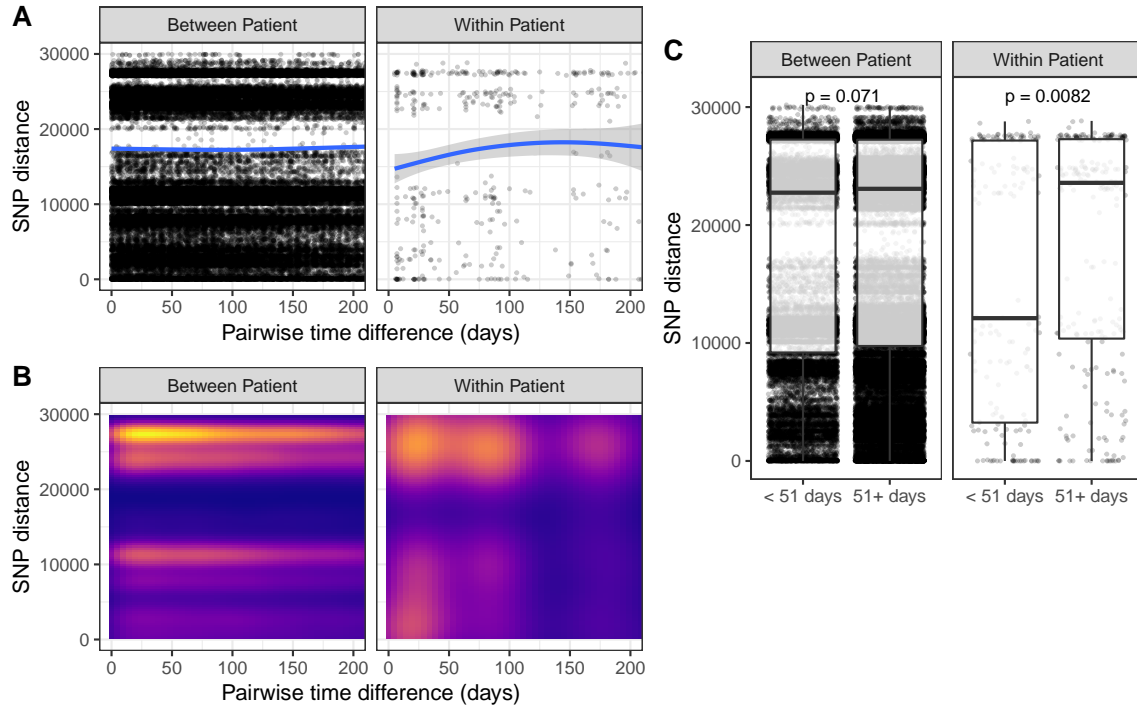 A
Between Patient
Within Patient
30000
20000
10000
0
SNP distance
0 50 100 150 200
0 50 100 150 200
Pairwise time difference (days)
B
Between Patient
Within Patient
30000
20000
10000
0
SNP distance
0 50 100 150 200
0 50 100 150 200
Pairwise time difference (days)
C
Between Patient
Within Patient
p = 0.071
p = 0.0082
30000
20000
10000
0
SNP distance
< 51 days 51+ days
< 51 days 51+ days